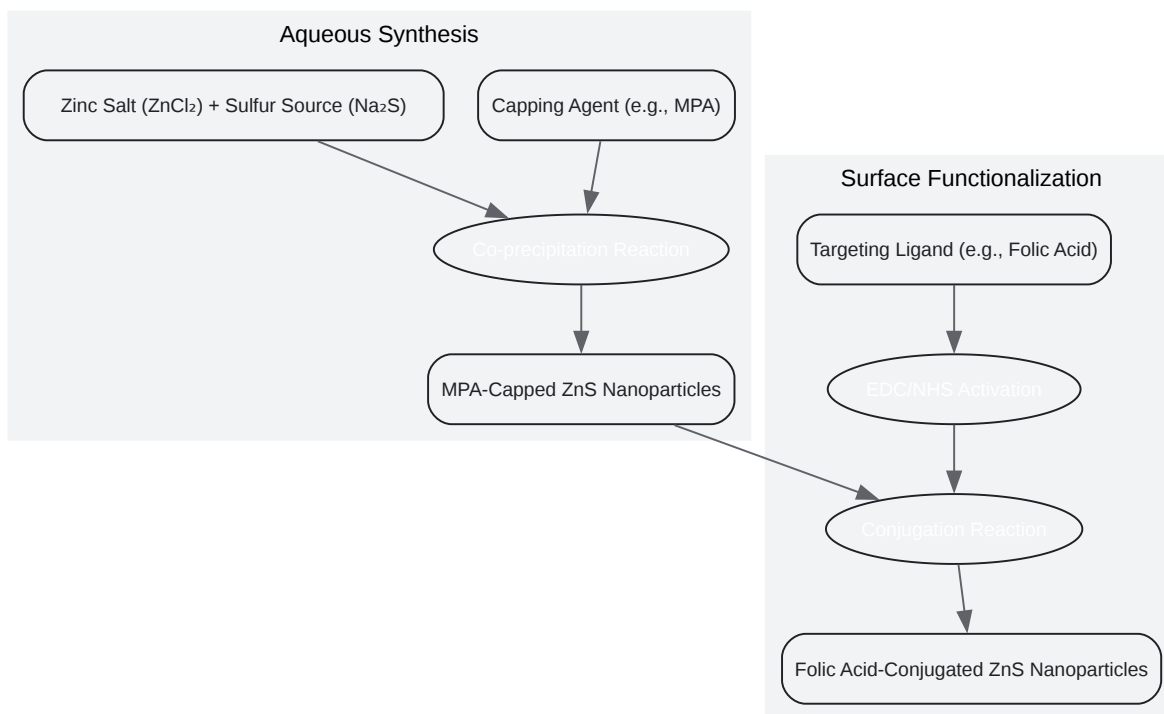 Aqueous Synthesis
Zinc Salt (ZnCl₂) + Sulfur Source (Na₂S)
Capping Agent (e.g., MPA)
Co-precipitation Reaction
MPA-Capped ZnS Nanoparticles
Surface Functionalization
Targeting Ligand (e.g., Folic Acid)
EDC/NHS Activation
Conjugation Reaction
Folic Acid-Conjugated ZnS Nanoparticles